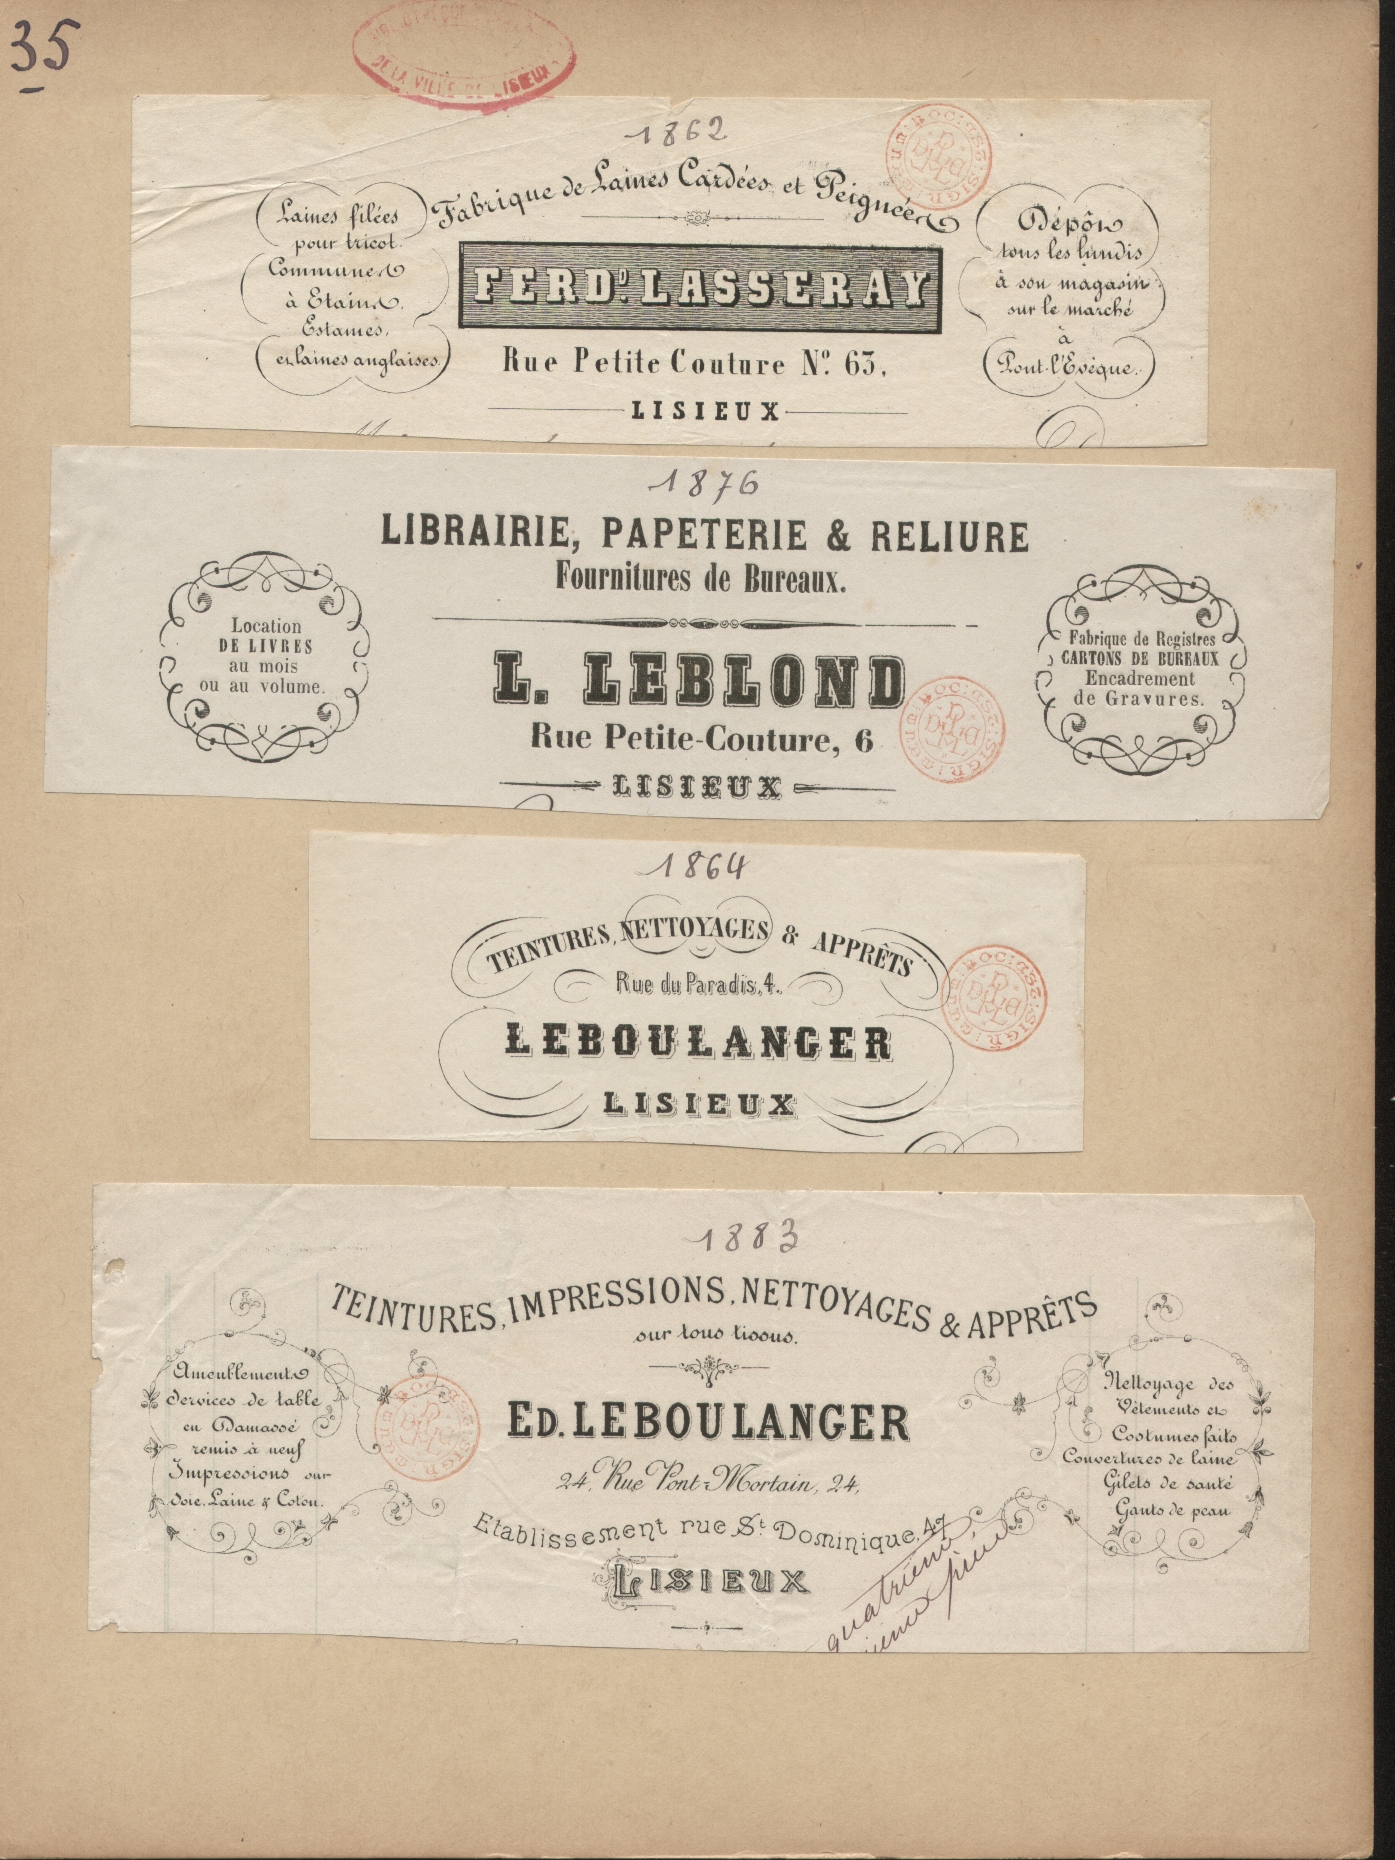 35
DE LA VILLE DE LISIEUX
1862
Fabrique de Laines Cardées et Peignées
Laines filées
pour tricot.
Communes
à Etaim.
Estames,
et laines anglaises.
FERD.D LASSERAY
Rue Petite Couture No. 63,
LISIEUX
Dépôt
tous les lundis
à son magasin
sur le marché
à
Pont-l'Evêque.
1876
LIBRAIRIE, PAPETERIE & RELIURE
Fournitures de Bureaux.
Location
DE LIVRES
au mois
ou au volume.
L. LEBLOND
Rue Petite-Couture, 6
LISIEUX
Fabrique de Registres
CARTONS DE BUREAUX
Encadrement
de Gravures.
1864
TEINTURES, NETTOYAGES & APPRÊTS
Rue du Paradis, 4.
LEBOULANGER
LISIEUX
1883
TEINTURES, IMPRESSIONS, NETTOYAGES & APPRÊTS
sur tous tissus.
Ameublements
Services de table
en Damassé
remis à neuf
Impressions sur
Soie, Laine & Coton.
ED. LEBOULANGER
24, Rue Pont-Mortain, 24,
Etablissement rue St. Dominique, 47
LISIEUX
Nettoyage des
Vêtements et
Costumes faits
Couvertures de laine
Gilets de santé
Gants de peau